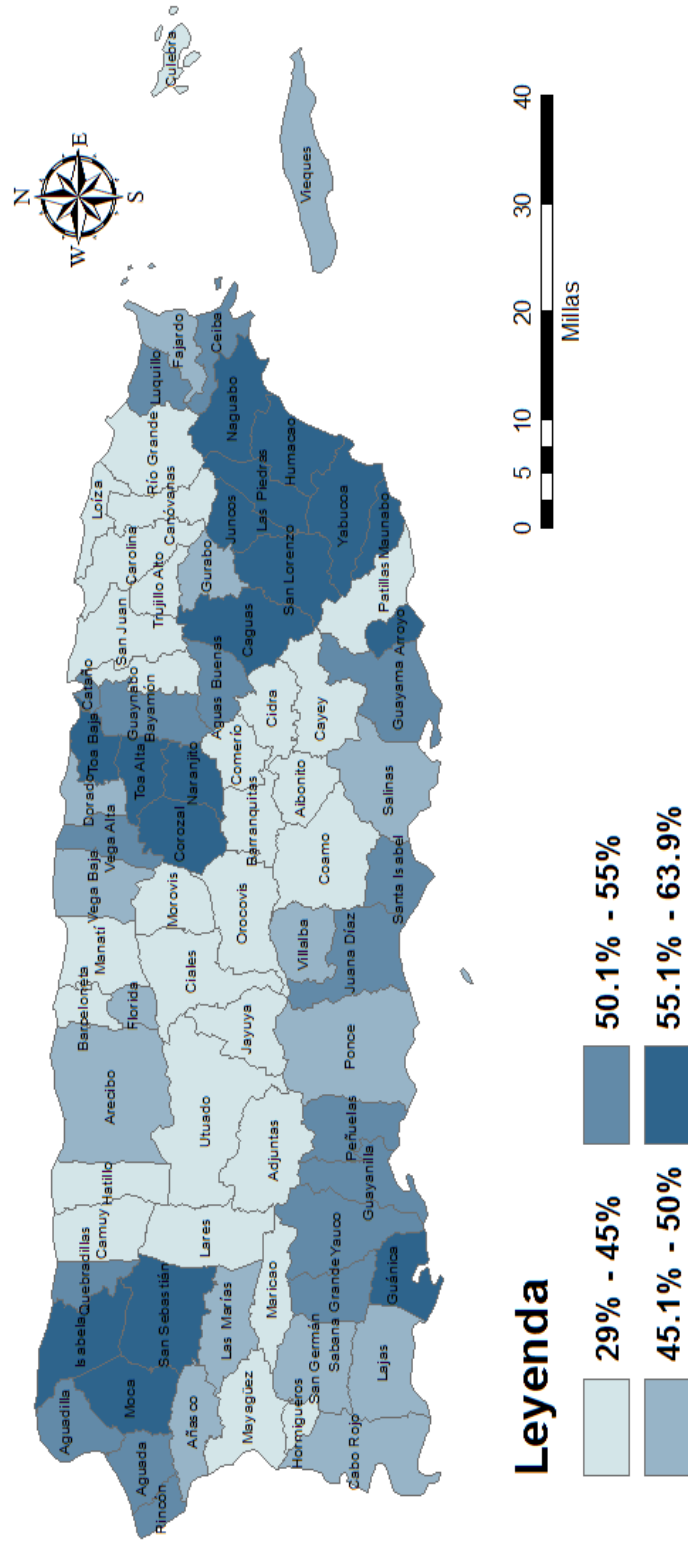 N
W
E
S
Culebra
Vieques
Fajardo
Ceiba
Luquillo
Río Grande
Loíza
Canóvanas
Carolina
Trujillo Alto
San Juan
Naguabo
Humacao
Las Piedras
Juncos
Gurabo
San Lorenzo
Yabucoa
Maunabo
Patillas
Caguas
Arroyo
Guayama
Aguas Buenas
Guaynabo
Bayamón
Cataño
Toa Baja
Toa Alta
Dorado
Naranjito
Comerío
Cidra
Cayey
Aibonito
Salinas
Barranquitas
Corozal
Vega Alta
Vega Baja
Morovis
Orocovis
Coamo
Santa Isabel
Manatí
Ciales
Villalba
Juana Díaz
Barceloneta
Florida
Jayuya
Ponce
Arecibo
Utuado
Adjuntas
Peñuelas
Guayanilla
Hatillo
Camuy
Lares
Yauco
Quebradillas
Isabela
San Sebastián
Las Marías
Maricao
Sabana Grande
Guánica
Aguadilla
Moca
Añasco
Mayagüez
San Germán
Lajas
Aguada
Rincón
Hormigueros
Cabo Rojo
0 5 10 20 30 40
Millas
Leyenda
29% - 45%
45.1% - 50%
50.1% - 55%
55.1% - 63.9%